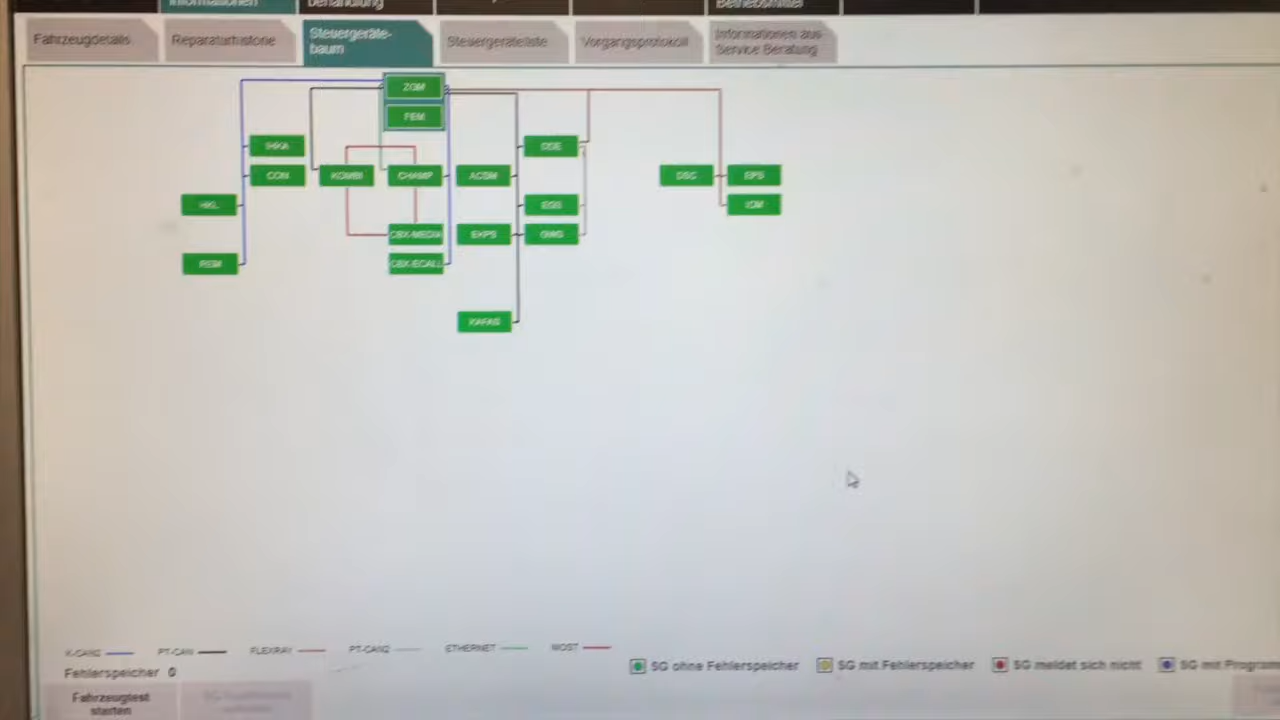 Informationen
Behandlung
Betriebsmittel
Fahrzeugdetails
Reparaturhistorie
Steuergeräte-
baum
Steuergeräteliste
Vorgangsprotokoll
Informationen aus
Service Beratung
ZGM
FEM
IHKA
DDE
CON
KOMBI
CHAMP
ACSM
DSC
EPS
HKL
EGS
ICM
CBX-MEDIA
EKPS
GWS
REM
CBX-ECALL
KAFAS
K-CAN2
PT-CAN
FLEXRAY
PT-CAN2
ETHERNET
MOST
Fehlerspeicher 0
SG ohne Fehlerspeicher
SG mit Fehlerspeicher
SG meldet sich nicht
SG mit Program
Fahrzeugtest
starten